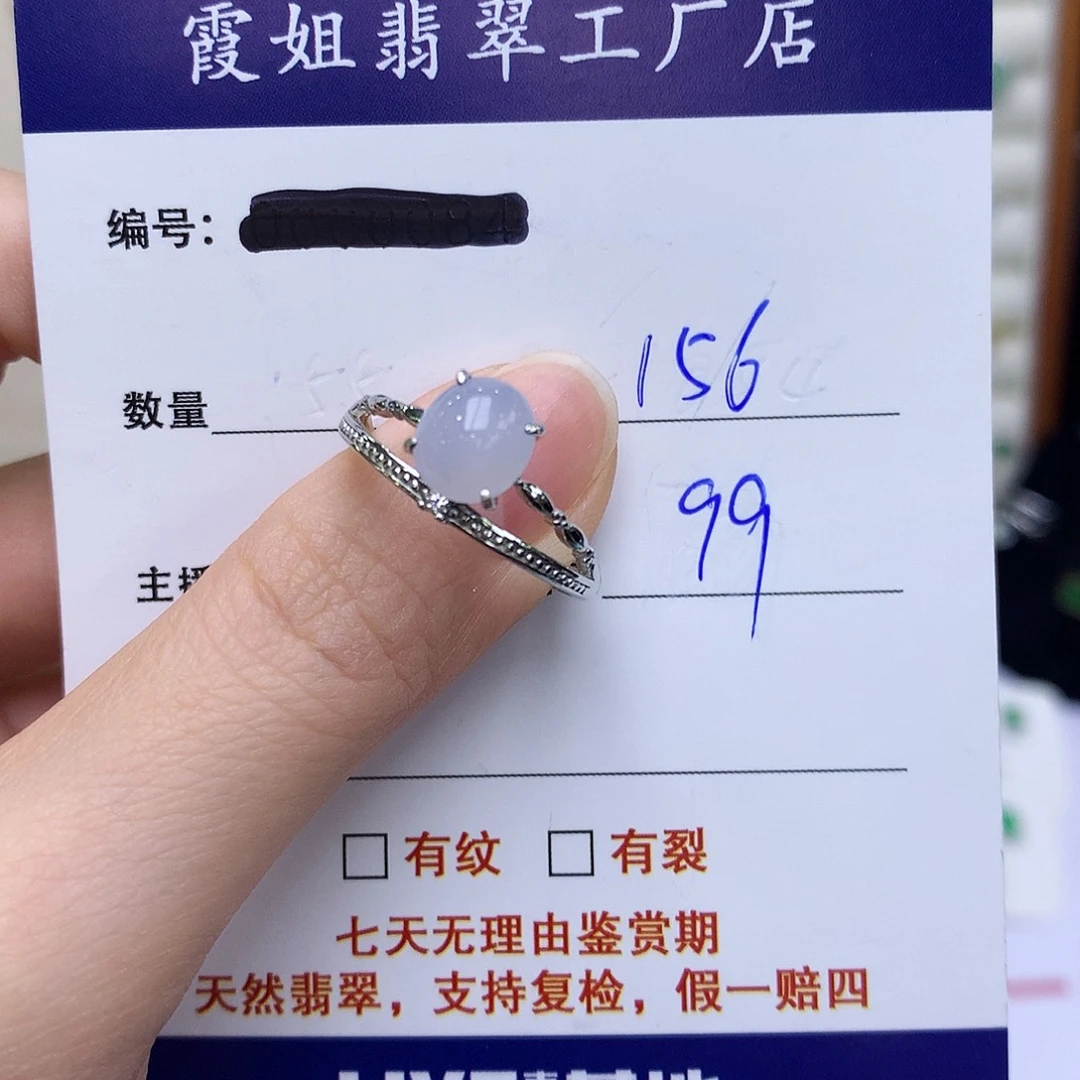 霞姐翡翠工厂店
编号：
数量 156
主播 99
□ 有纹 □ 有裂
七天无理由鉴赏期
天然翡翠，支持复检，假一赔四